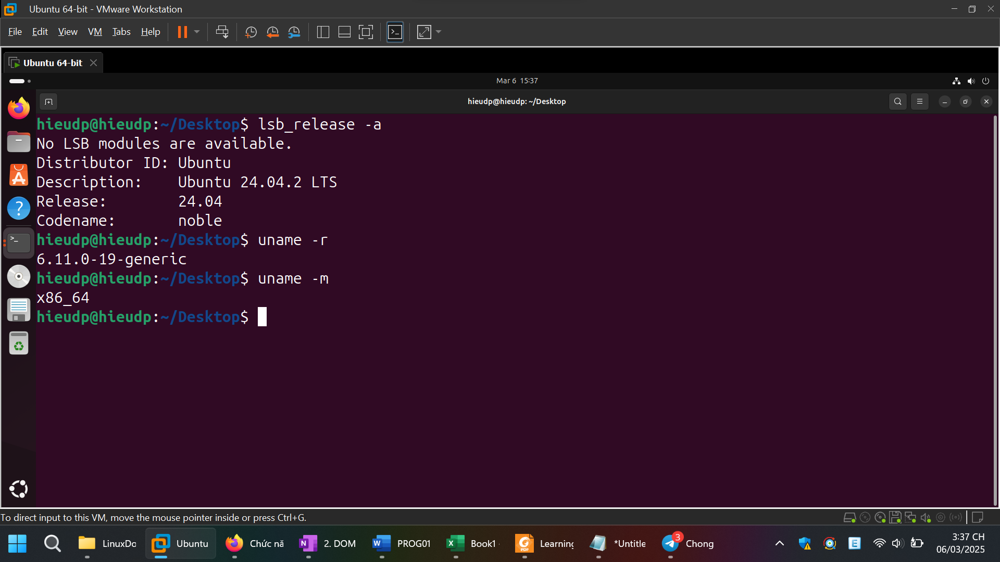 Ubuntu 64-bit - VMware Workstation
File Edit View VM Tabs Help
Ubuntu 64-bit
Mar 6 15:37
hieudp@hieudp: ~/Desktop
hieudp@hieudp:~/Desktop$ lsb_release -a
No LSB modules are available.
Distributor ID: Ubuntu
Description:    Ubuntu 24.04.2 LTS
Release:        24.04
Codename:       noble
hieudp@hieudp:~/Desktop$ uname -r
6.11.0-19-generic
hieudp@hieudp:~/Desktop$ uname -m
x86_64
hieudp@hieudp:~/Desktop$
To direct input to this VM, move the mouse pointer inside or press Ctrl+G.
LinuxDo Ubuntu Chức nă 2. DOM PROG01 Book1 - Learning *Untitle 3 Chong
3:37 CH
06/03/2025